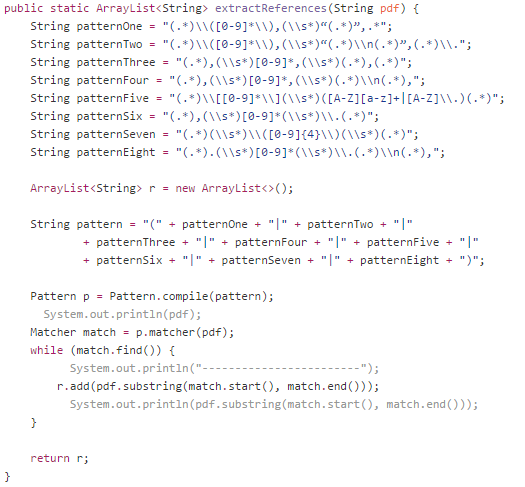 public static ArrayList<String> extractReferences(String pdf) {
    String patternOne = "(.*)\\([0-9]*\\),(\\s*)“(.*)”,.*";
    String patternTwo = "(.*)\\([0-9]*\\),(\\s*)“(.*)\\n(.*)”,(.*)\\.";
    String patternThree = "(.*),(\\s*)[0-9]*,(\\s*)(.*),(.*)";
    String patternFour = "(.*),(\\s*)[0-9]*,(\\s*)(.*)\\n(.*),";
    String patternFive = "(.*)\\[[0-9]*\\](\\s*)([A-Z][a-z]+|[A-Z]\\.)(.*)";
    String patternSix = "(.*),(\\s*)[0-9]*(\\s*)\\.(.*)";
    String patternSeven = "(.*)(\\s*)\\([0-9]{4}\\)(\\s*)(.*)";
    String patternEight = "(.*).(\\s*)[0-9]*(\\s*)\\.(.*)\\n(.*),";

    ArrayList<String> r = new ArrayList<>();

    String pattern = "(" + patternOne + "|" + patternTwo + "|"
            + patternThree + "|" + patternFour + "|" + patternFive + "|"
            + patternSix + "|" + patternSeven + "|" + patternEight + ")";

    Pattern p = Pattern.compile(pattern);
      System.out.println(pdf);
    Matcher match = p.matcher(pdf);
    while (match.find()) {
          System.out.println("------------------------");
        r.add(pdf.substring(match.start(), match.end()));
          System.out.println(pdf.substring(match.start(), match.end()));
    }

    return r;
}